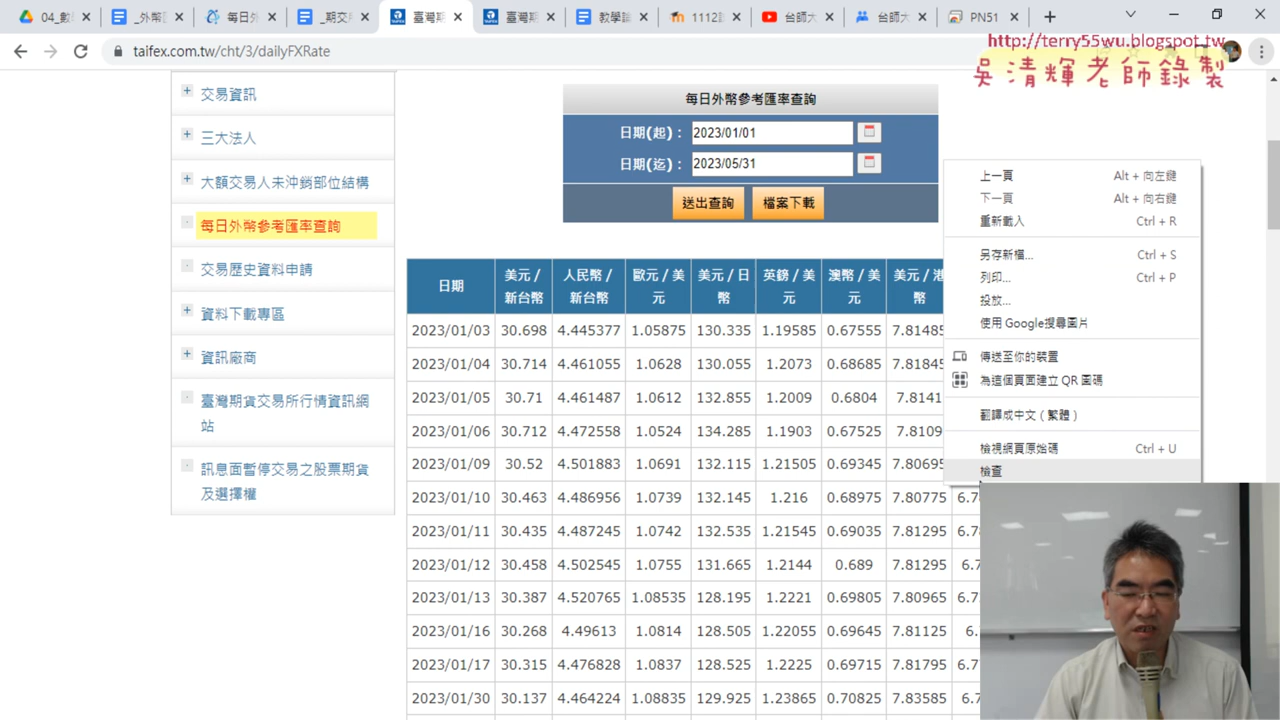 04_數
_外幣匯
每日外
_期交所
臺灣期
臺灣期
教學論
1112
台師大
台師大
PN51
taifex.com.tw/cht/3/dailyFXRate
http://terry55wu.blogspot.tw
吳清輝老師錄製
交易資訊
三大法人
大額交易人未沖銷部位結構
每日外幣參考匯率查詢
交易歷史資料申請
資料下載專區
資訊廠商
臺灣期貨交易所行情資訊網
站
訊息面暫停交易之股票期貨
及選擇權
每日外幣參考匯率查詢
日期(起)： 2023/01/01
日期(迄)： 2023/05/31
送出查詢 檔案下載
日期 美元／新台幣 人民幣／新台幣 歐元／美元 美元／日幣 英鎊／美元 澳幣／美元 美元／港幣
2023/01/03 30.698 4.445377 1.05875 130.335 1.19585 0.67555 7.81485
2023/01/04 30.714 4.461055 1.0628 130.055 1.2073 0.68685 7.81845
2023/01/05 30.71 4.461487 1.0612 132.855 1.2009 0.6804 7.8141
2023/01/06 30.712 4.472558 1.0524 134.285 1.1903 0.67525 7.8109
2023/01/09 30.52 4.501883 1.0691 132.115 1.21505 0.69345 7.80695
2023/01/10 30.463 4.486956 1.0739 132.145 1.216 0.68975 7.80775 6.7
2023/01/11 30.435 4.487245 1.0742 132.535 1.21545 0.69035 7.81295 6.7
2023/01/12 30.458 4.502545 1.0755 131.665 1.2144 0.689 7.81295 6.7
2023/01/13 30.387 4.520765 1.08535 128.195 1.2221 0.69805 7.80965 6.7
2023/01/16 30.268 4.49613 1.0814 128.505 1.22055 0.69645 7.81125 6.
2023/01/17 30.315 4.476828 1.0837 128.525 1.2225 0.69715 7.81795 6.7
2023/01/30 30.137 4.464224 1.08835 129.925 1.23865 0.70825 7.83585 6.7
上一頁 Alt + 向左鍵
下一頁 Alt + 向右鍵
重新載入 Ctrl + R
另存新檔... Ctrl + S
列印... Ctrl + P
投放...
使用 Google搜尋圖片
傳送至你的裝置
為這個頁面建立 QR 圖碼
翻譯成中文（繁體）
檢視網頁原始碼 Ctrl + U
檢查